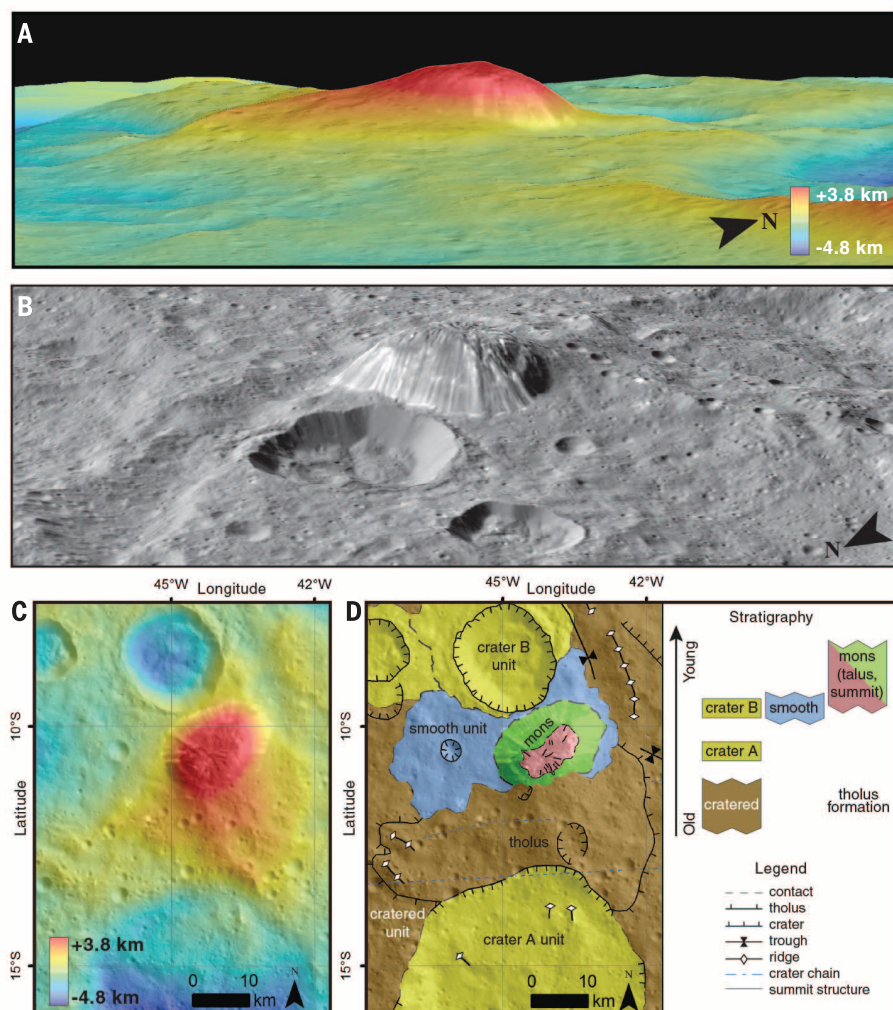 A
N
+3.8 km
-4.8 km
B
N
45°W Longitude 42°W
45°W Longitude 42°W
C
10°S
Latitude
15°S
+3.8 km
-4.8 km
0 10
km
N
D
10°S
Latitude
15°S
crater B
unit
smooth unit
mons
tholus
cratered
unit
crater A unit
0 10
km
N
Stratigraphy
Young
Old
mons
(talus,
summit)
crater B
smooth
crater A
cratered
tholus
formation
Legend
contact
tholus
crater
trough
ridge
crater chain
summit structure